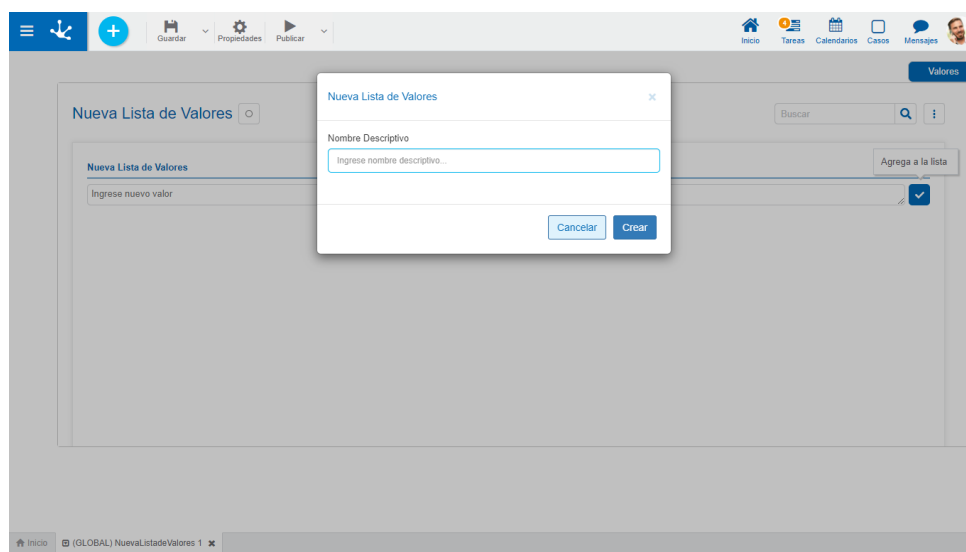 Guardar
Propiedades
Publicar
Inicio
4
Tareas
Calendarios
Casos
Mensajes
Valores
Nueva Lista de Valores
Buscar
Nueva Lista de Valores
Ingrese nuevo valor
Agrega a la lista
Nueva Lista de Valores
Nombre Descriptivo
Ingrese nombre descriptivo...
Cancelar
Crear
Inicio
(GLOBAL) NuevaListadeValores 1